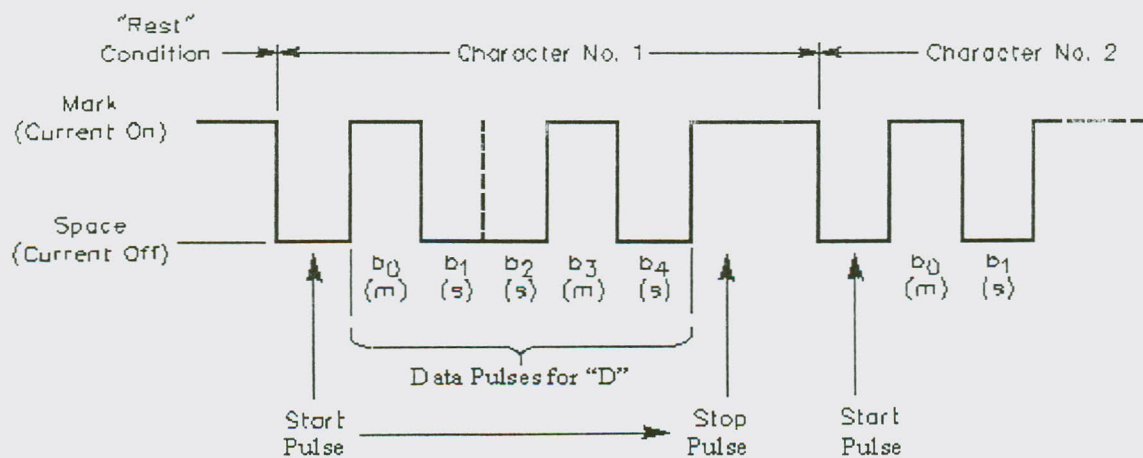 "Rest"
Condition
Character No. 1
Character No. 2
Mark
(Current On)
Space
(Current Off)
b0 b1 b2 b3 b4
(m) (s) (s) (m) (s)
b0 b1
(m) (s)
Data Pulses for “D”
Start
Pulse
Stop
Pulse
Start
Pulse